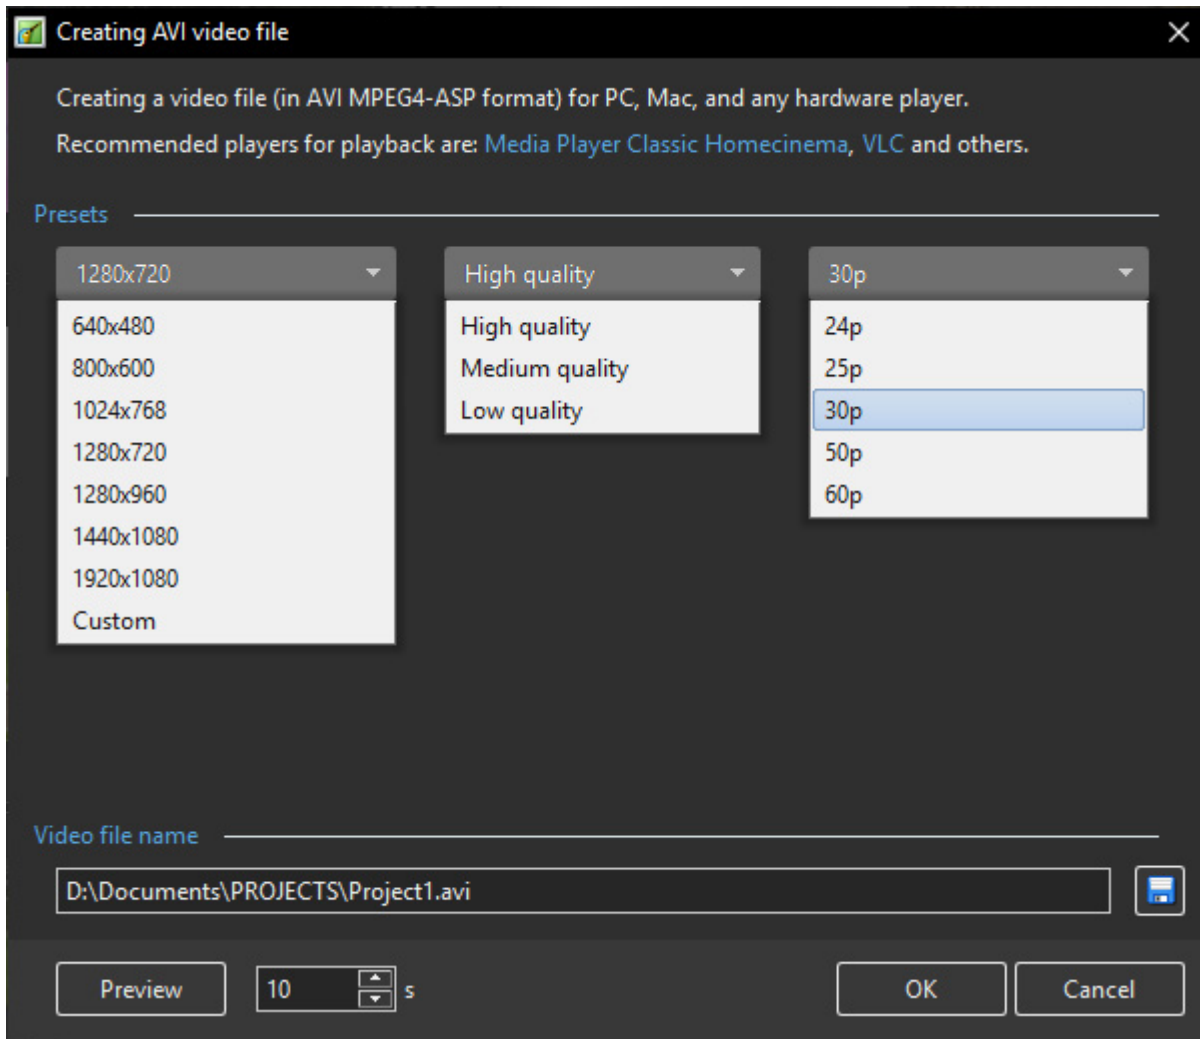 Creating AVI video file
Creating a video file (in AVI MPEG4-ASP format) for PC, Mac, and any hardware player.
Recommended players for playback are: Media Player Classic Homecinema, VLC and others.
Presets
1280x720
640x480
800x600
1024x768
1280x720
1280x960
1440x1080
1920x1080
Custom
High quality
High quality
Medium quality
Low quality
30p
24p
25p
30p
50p
60p
Video file name
D:\Documents\PROJECTS\Project1.avi
Preview 10 s OK Cancel